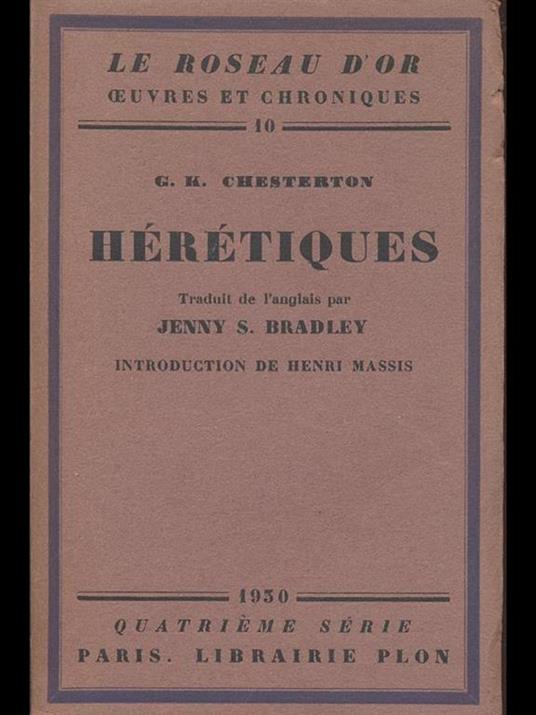 LE ROSEAU D'OR
ŒUVRES ET CHRONIQUES
10
G. K. CHESTERTON
HÉRÉTIQUES
Traduit de l'anglais par
JENNY S. BRADLEY
INTRODUCTION DE HENRI MASSIS
1930
QUATRIÈME SÉRIE
PARIS. LIBRAIRIE PLON